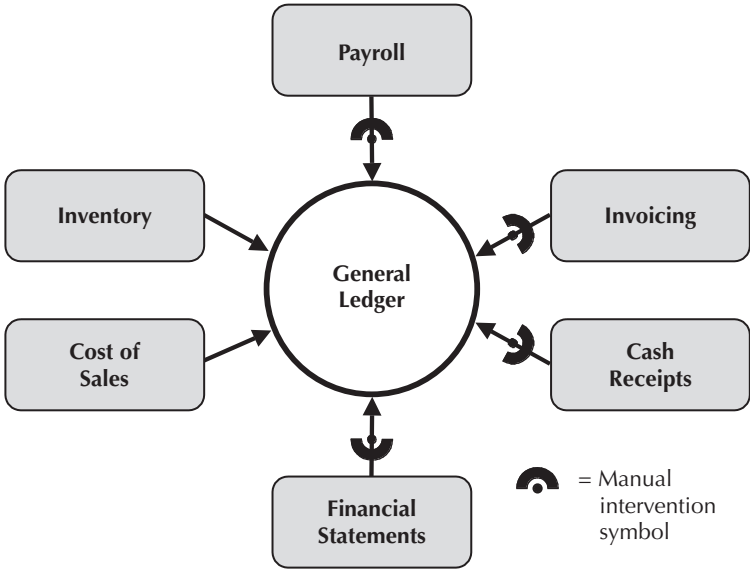 Payroll
Inventory
Invoicing
General
Ledger
Cost of
Sales
Cash
Receipts
Financial
Statements
= Manual
intervention
symbol